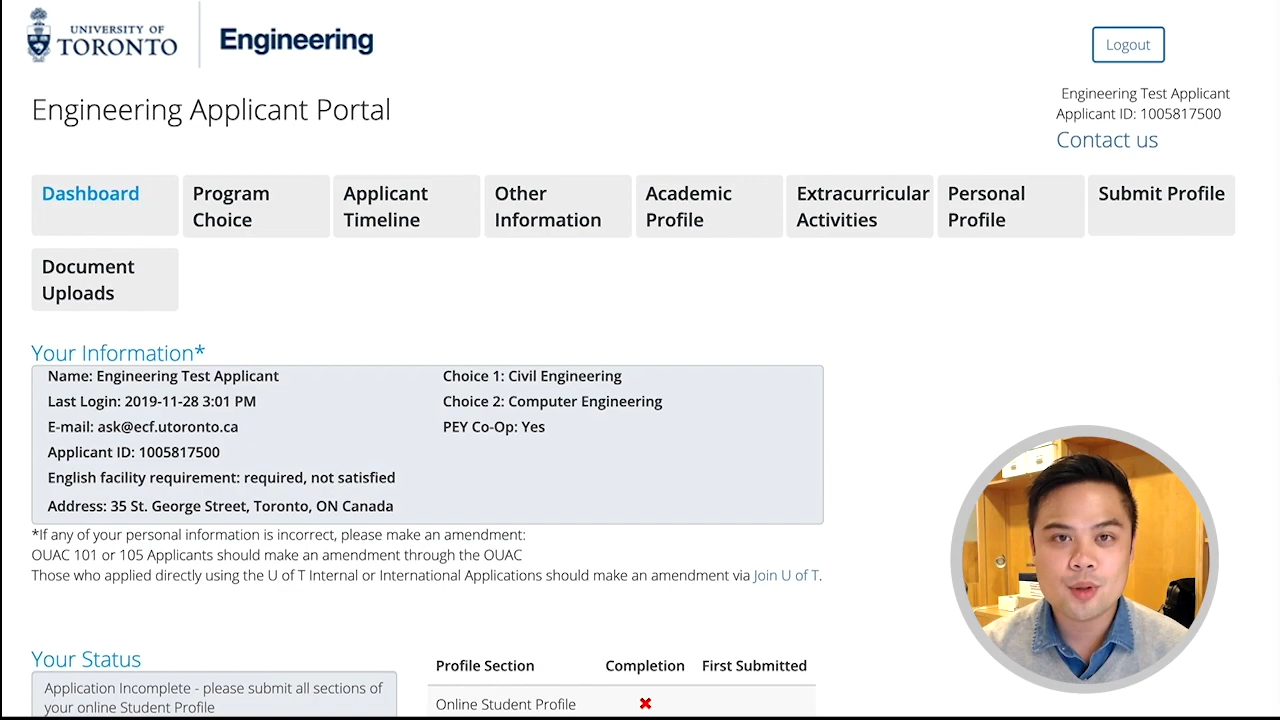 UNIVERSITY OF
TORONTO
Engineering
Logout
Engineering Applicant Portal
Engineering Test Applicant
Applicant ID: 1005817500
Contact us
Dashboard
Program
Choice
Applicant
Timeline
Other
Information
Academic
Profile
Extracurricular
Activities
Personal
Profile
Submit Profile
Document
Uploads
Your Information*
Name: Engineering Test Applicant
Last Login: 2019-11-28 3:01 PM
E-mail: ask@ecf.utoronto.ca
Applicant ID: 1005817500
English facility requirement: required, not satisfied
Address: 35 St. George Street, Toronto, ON Canada
Choice 1: Civil Engineering
Choice 2: Computer Engineering
PEY Co-Op: Yes
*If any of your personal information is incorrect, please make an amendment:
OUAC 101 or 105 Applicants should make an amendment through the OUAC
Those who applied directly using the U of T Internal or International Applications should make an amendment via Join U of T.
Your Status
Application Incomplete - please submit all sections of
your online Student Profile
Profile Section Completion First Submitted
Online Student Profile